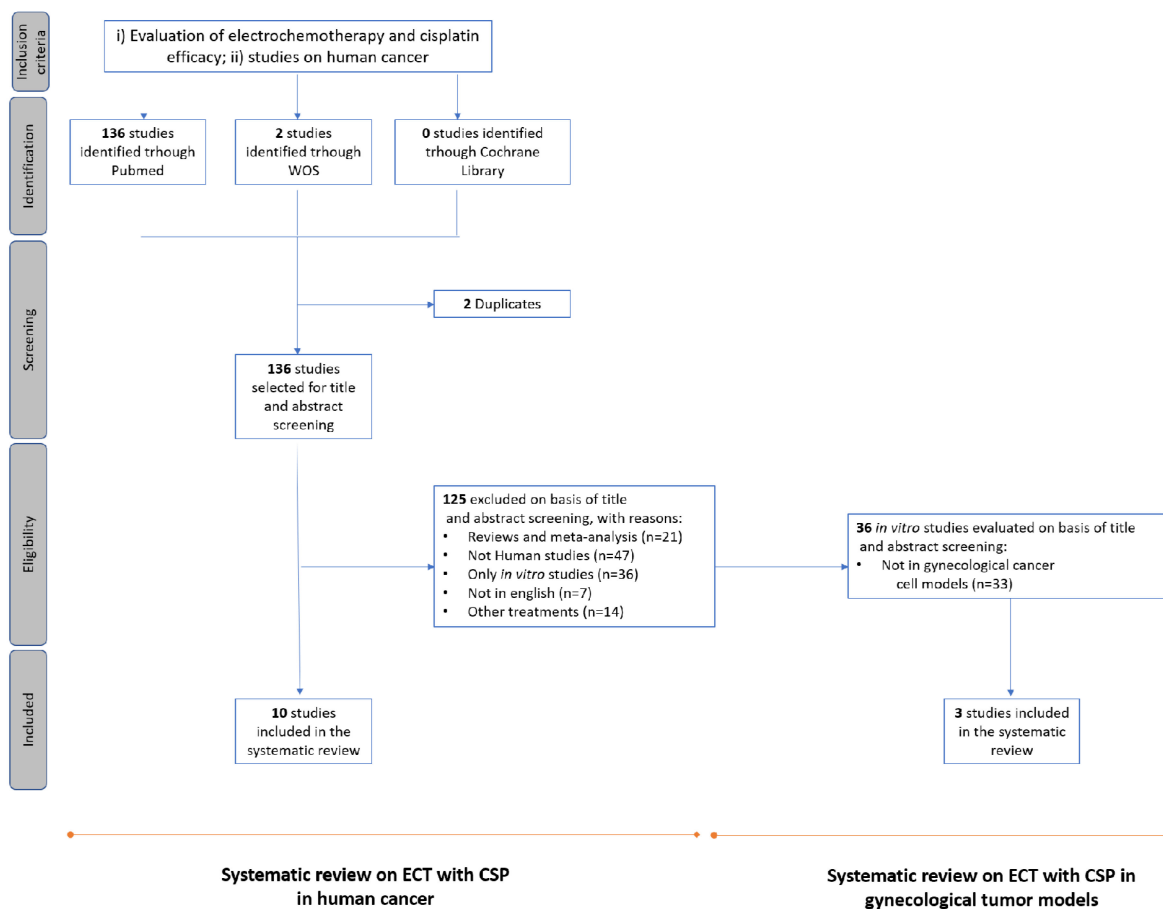 Inclusion
criteria
i) Evaluation of electrochemotherapy and cisplatin
efficacy; ii) studies on human cancer
Identification
136 studies
identified trhough
Pubmed
2 studies
identified trhough
WOS
0 studies identified
trhough Cochrane
Library
Screening
2 Duplicates
136 studies
selected for title
and abstract
screening
Eligibility
125 excluded on basis of title
and abstract screening, with reasons:
• Reviews and meta-analysis (n=21)
• Not Human studies (n=47)
• Only in vitro studies (n=36)
• Not in english (n=7)
• Other treatments (n=14)
36 in vitro studies evaluated on basis of title
and abstract screening:
• Not in gynecological cancer
cell models (n=33)
Included
10 studies
included in the
systematic review
3 studies included
in the systematic
review
Systematic review on ECT with CSP
in human cancer
Systematic review on ECT with CSP in
gynecological tumor models